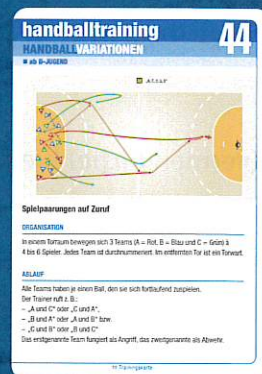 handballtraining
44
HANDBALLVARIATIONEN
■ ab D-JUGEND
ABLAUF
Spielpaarungen auf Zuruf
ORGANISATION
In einem Torraum bewegen sich 3 Teams (A = Rot, B = Blau und C = Grün) à
4 bis 6 Spieler. Jedes Team ist durchnummeriert. Im entfernten Tor ist ein Torwart.
ABLAUF
Alle Teams haben je einen Ball, den sie sich fortlaufend zuspielen.
Der Trainer ruft z. B.:
– „A und C“ oder „C und A“,
– „B und A“ oder „A und B“ bzw.
– „C und B“ oder „B und C“
Das erstgenannte Team fungiert als Angriff, das zweitgenannte als Abwehr.
Trainingskarte